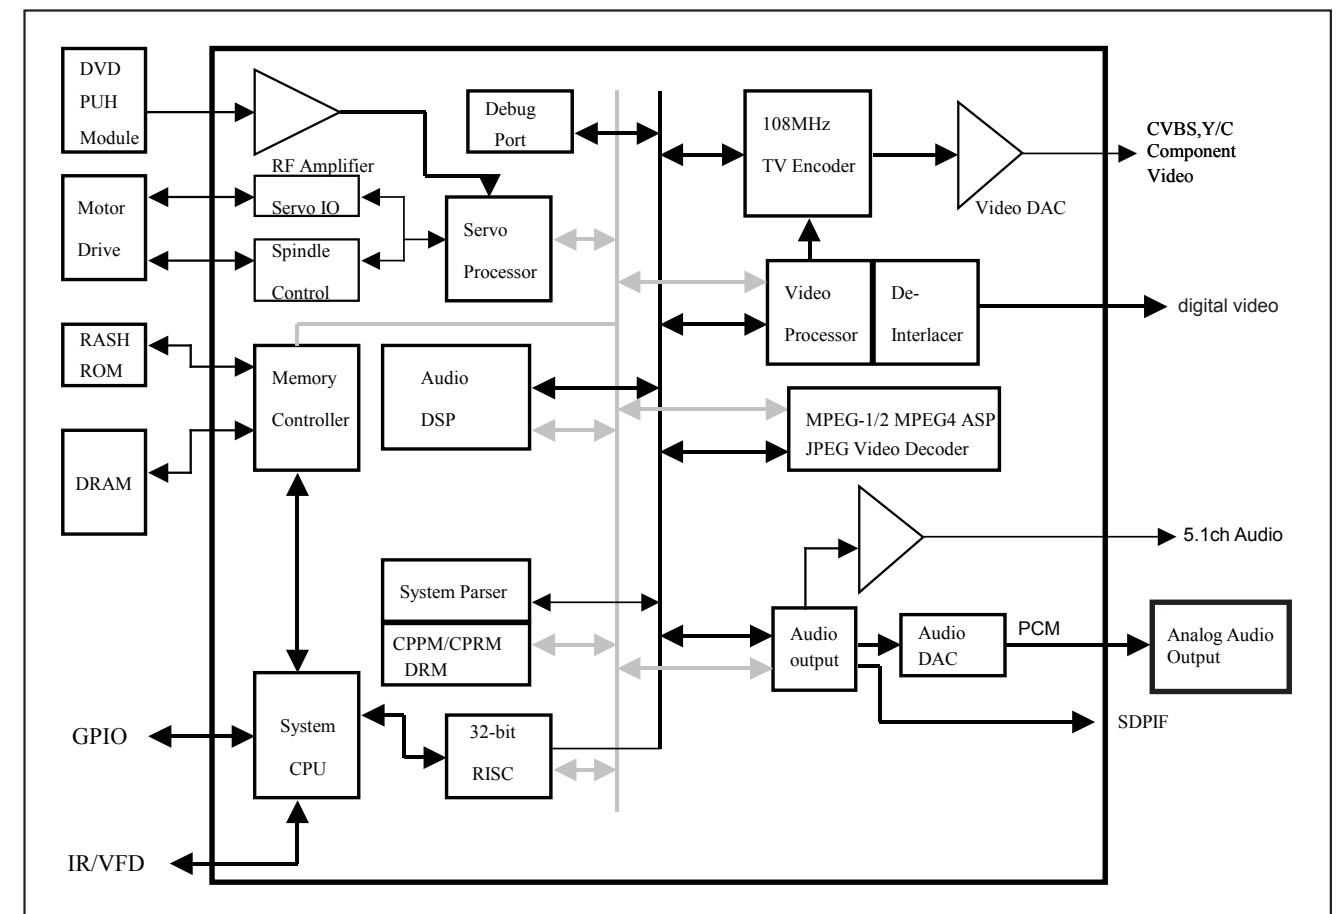 DVD
PUH
Module
RF Amplifier
Motor
Drive
Servo IO
Spindle
Control
Servo
Processor
Debug
Port
108MHz
TV Encoder
Video DAC
CVBS,Y/C
Component
Video
Video
Processor
De-
Interlacer
digital video
RASH
ROM
Memory
Controller
Audio
DSP
MPEG-1/2 MPEG4 ASP
JPEG Video Decoder
DRAM
5.1ch Audio
System Parser
CPPM/CPRM
DRM
Audio
output
Audio
DAC
PCM
Analog Audio
Output
SDPIF
GPIO
System
CPU
32-bit
RISC
IR/VFD